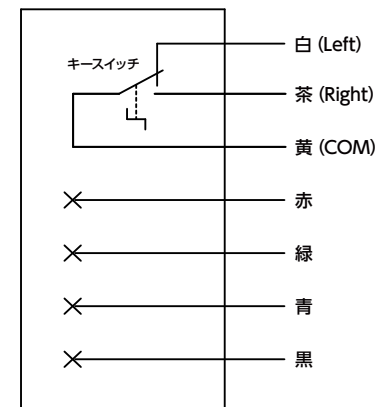 白 (Left)
キースイッチ
茶 (Right)
黄 (COM)
赤
緑
青
黒